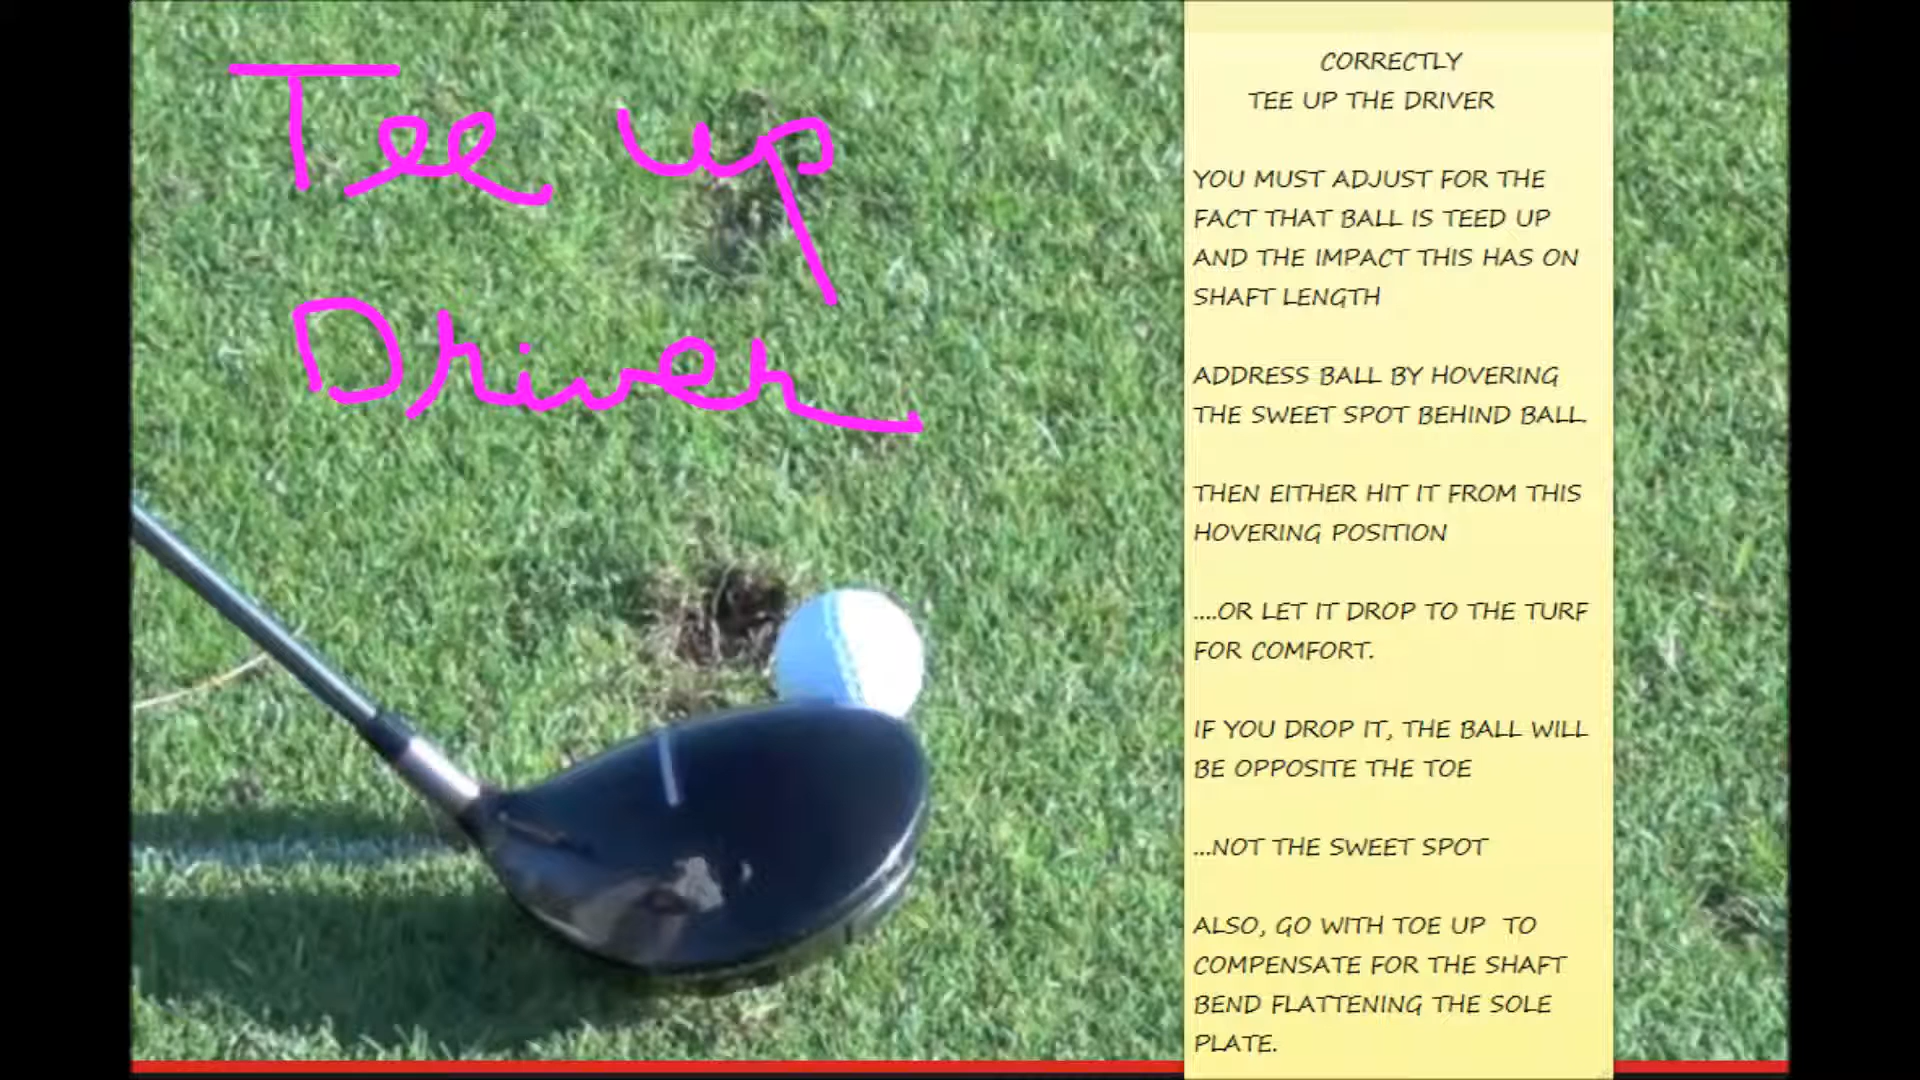 Tee up
Driver
CORRECTLY
TEE UP THE DRIVER
YOU MUST ADJUST FOR THE
FACT THAT BALL IS TEED UP
AND THE IMPACT THIS HAS ON
SHAFT LENGTH
ADDRESS BALL BY HOVERING
THE SWEET SPOT BEHIND BALL.
THEN EITHER HIT IT FROM THIS
HOVERING POSITION
....OR LET IT DROP TO THE TURF
FOR COMFORT.
IF YOU DROP IT, THE BALL WILL
BE OPPOSITE THE TOE
...NOT THE SWEET SPOT
ALSO, GO WITH TOE UP TO
COMPENSATE FOR THE SHAFT
BEND FLATTENING THE SOLE
PLATE.